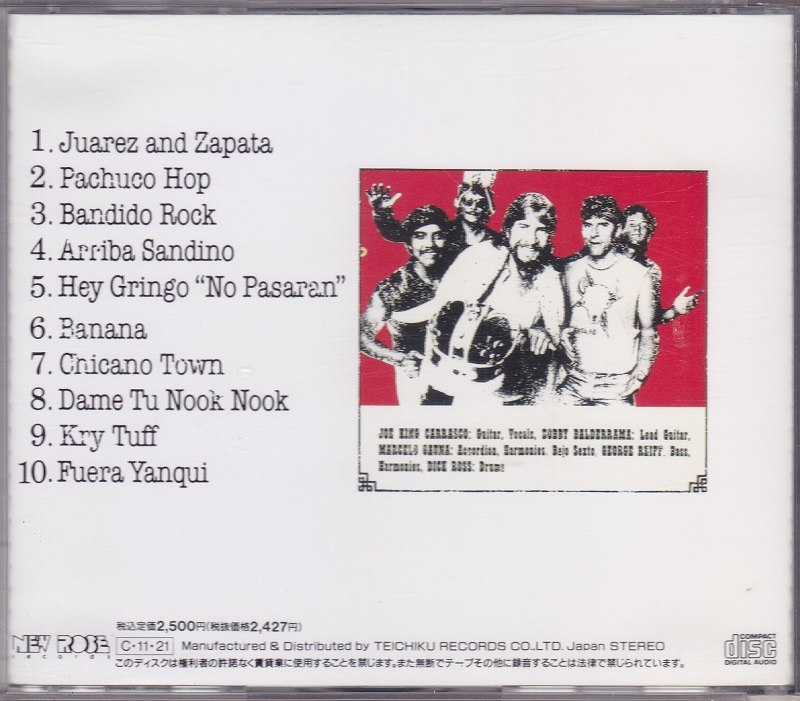 1. Juarez and Zapata
2. Pachuco Hop
3. Bandido Rock
4. Arriba Sandino
5. Hey Gringo “No Pasaran”
6. Banana
7. Chicano Town
8. Dame Tu Nook Nook
9. Kry Tuff
10. Fuera Yanqui
JOE KING CARRASCO: Guitar, Vocals, BOBBY BALDERRAMA: Lead Guitar,
MARCELO GAUNA: Accordion, Harmonies, Bajo Sexto, GEORGE REIFF, Bass,
Harmonies, DICK ROSS: Drums
税込定価2,500円(税抜価格2,427円)
NEW ROSE
records
C・11・21 Manufactured & Distributed by TEICHIKU RECORDS CO.,LTD. Japan STEREO
このディスクは権利者の許諾なく賃貸業に使用することを禁じます。また無断でテープその他に録音することは法律で禁じられています。
COMPACT
disc
DIGITAL AUDIO